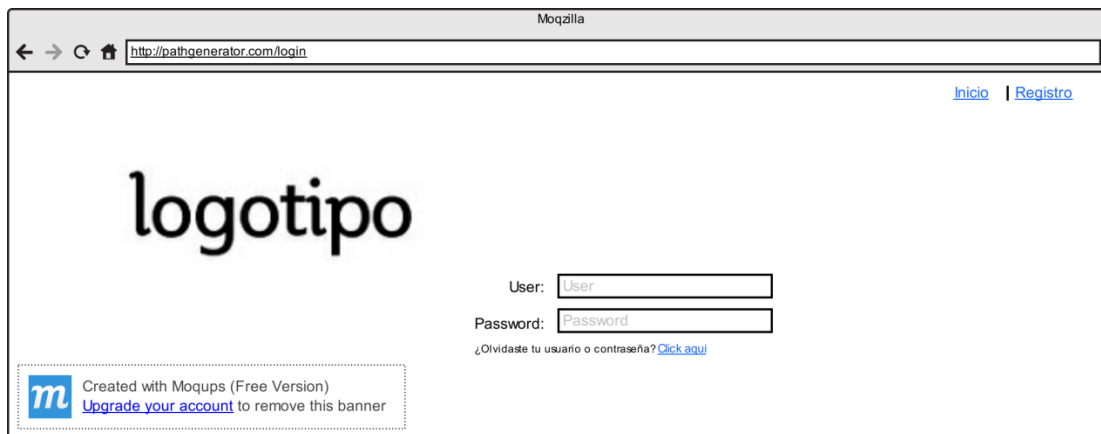 Moqzilla
http://pathgenerator.com/login
Inicio | Registro
logotipo
User: User
Password: Password
¿Olvidaste tu usuario o contraseña? Click aqui
m Created with Moqups (Free Version)
Upgrade your account to remove this banner